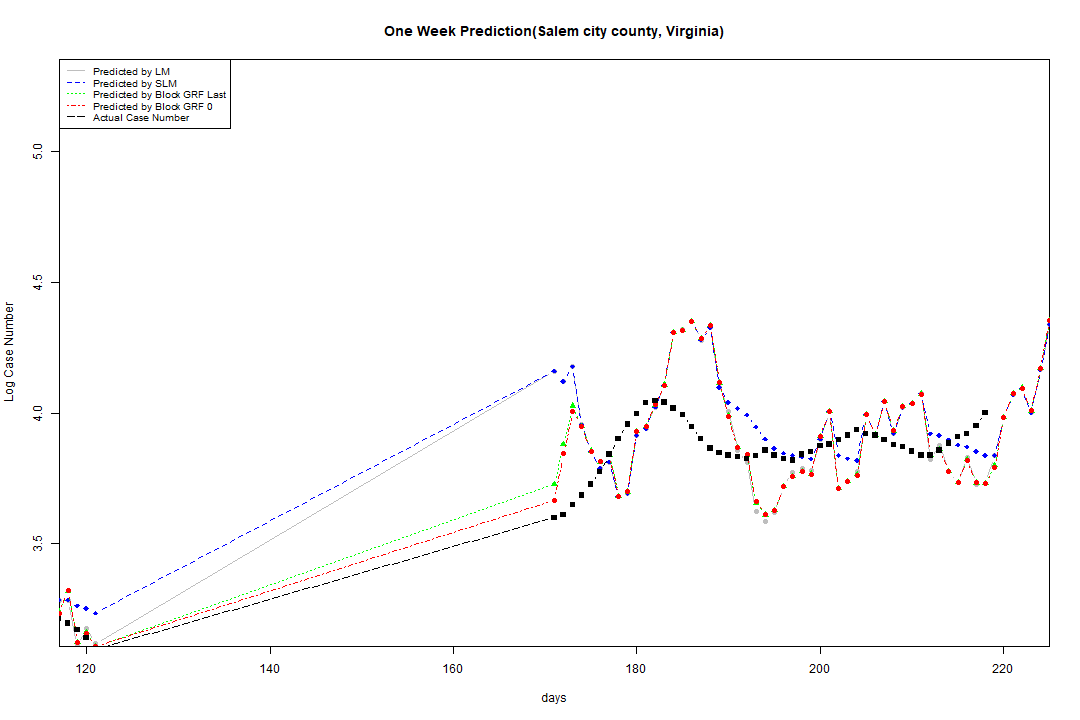 One Week Prediction(Salem city county, Virginia)
Predicted by LM
Predicted by SLM
Predicted by Block GRF Last
Predicted by Block GRF 0
Actual Case Number
5.0
4.5
4.0
3.5
Log Case Number
120 140 160 180 200 220
days